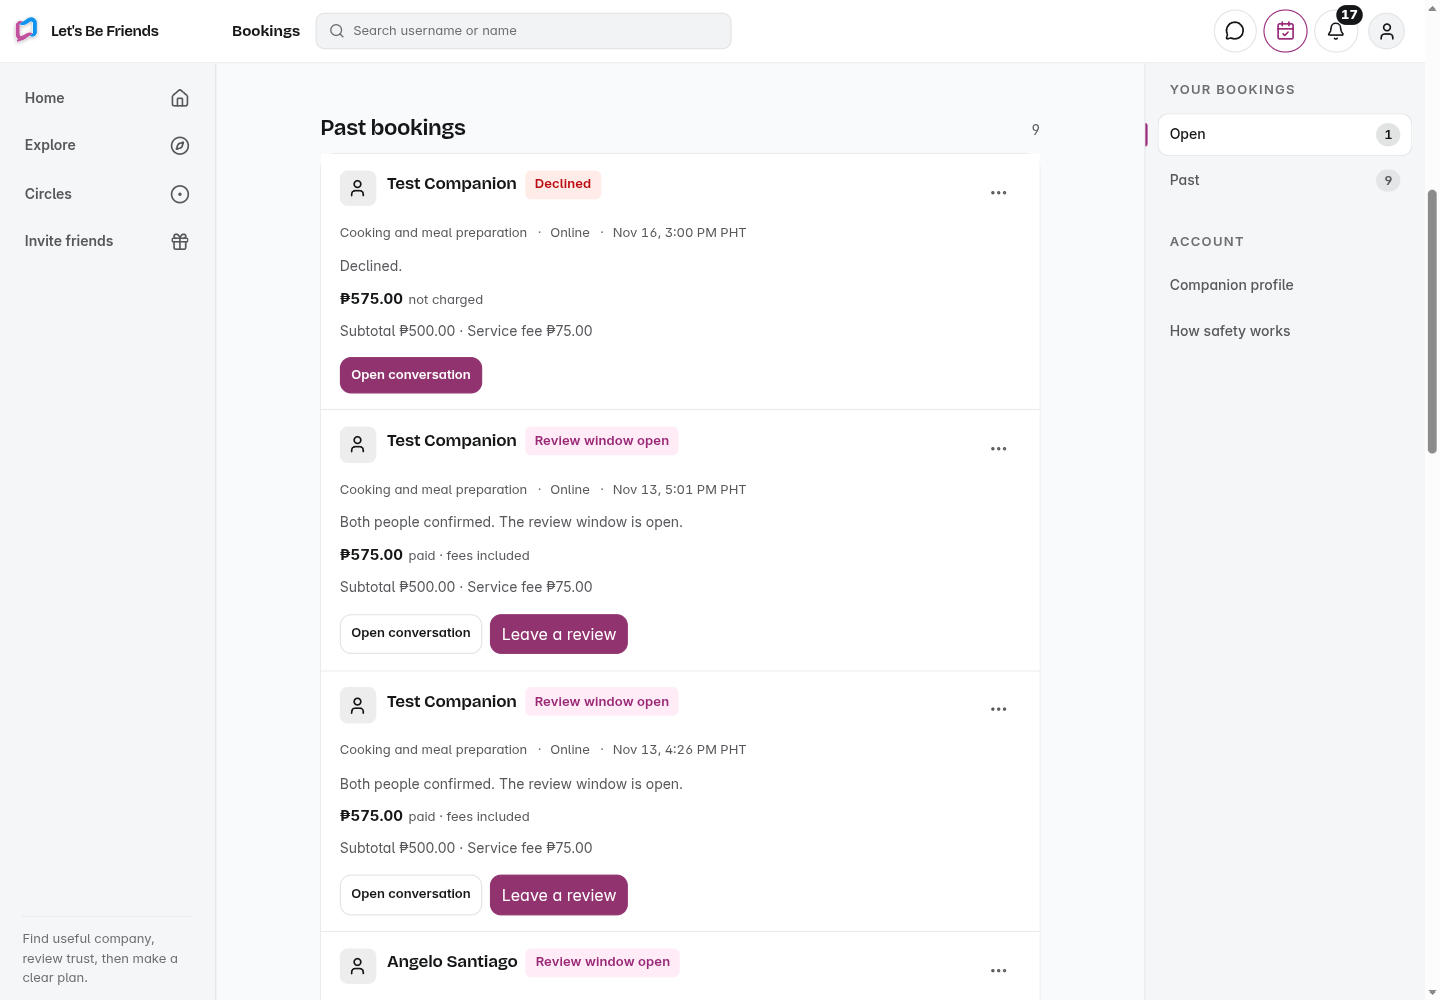 Let's Be Friends
Bookings
Search username or name
17
Home
Explore
Circles
Invite friends
Find useful company,
review trust, then make a
clear plan.
Past bookings
9
Test Companion
Declined
Cooking and meal preparation · Online · Nov 16, 3:00 PM PHT
Declined.
₱575.00 not charged
Subtotal ₱500.00 · Service fee ₱75.00
Open conversation
Test Companion
Review window open
Cooking and meal preparation · Online · Nov 13, 5:01 PM PHT
Both people confirmed. The review window is open.
₱575.00 paid · fees included
Subtotal ₱500.00 · Service fee ₱75.00
Open conversation
Leave a review
Test Companion
Review window open
Cooking and meal preparation · Online · Nov 13, 4:26 PM PHT
Both people confirmed. The review window is open.
₱575.00 paid · fees included
Subtotal ₱500.00 · Service fee ₱75.00
Open conversation
Leave a review
Angelo Santiago
Review window open
YOUR BOOKINGS
Open
1
Past
9
ACCOUNT
Companion profile
How safety works